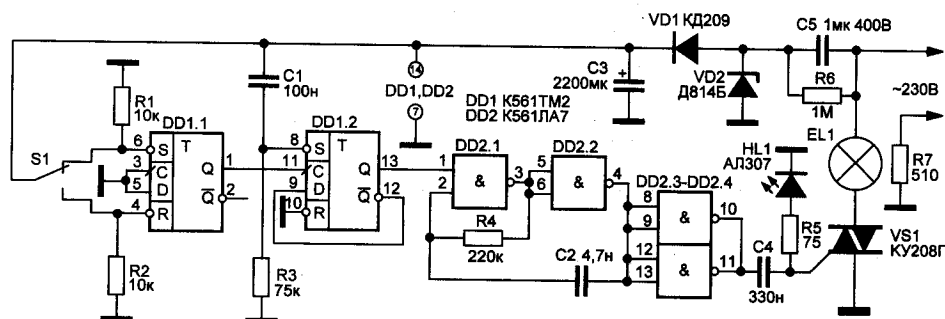 VD1 КД209
C5 1мк 400В
14
C1
100н
C3
2200мк
VD2
Д814Б
R6
1М
~230В
DD1,DD2
7
DD1 К561ТМ2
DD2 К561ЛА7
R1
10к
DD1.1
DD1.2
EL1
HL1
АЛ307
R7
510
S1
6 S T
3 C Q 1
5 D Q 2
4 R
8 S T
11 C Q 13
9 D Q 12
10 R
DD2.1
DD2.2
1 & 3
2
5 & 4
6
DD2.3-DD2.4
8 & 10
9
12 & 11
13
R4
220к
C2 4,7н
C4
330н
R5
75
VS1
КУ208Г
R2
10к
R3
75к